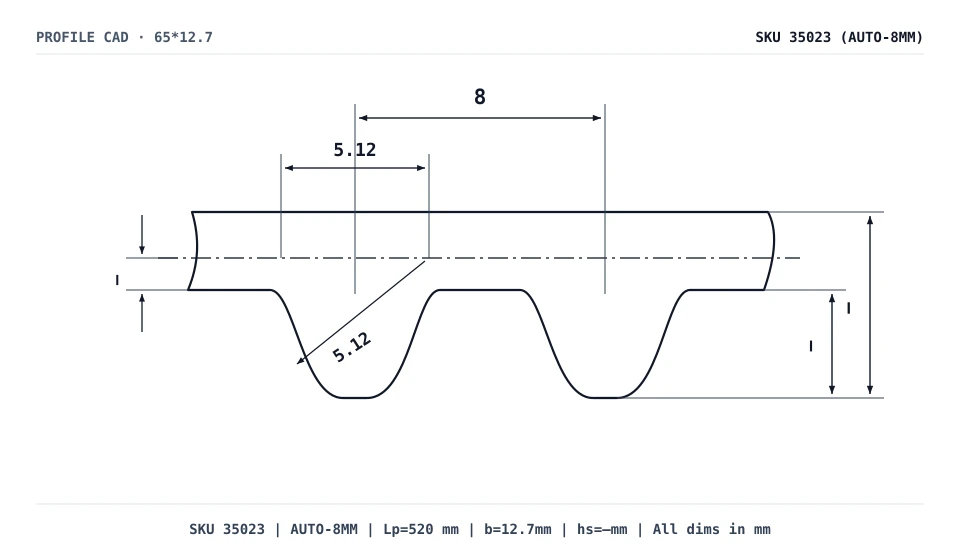 PROFILE CAD · 65*12.7
SKU 35023 (AUTO-8MM)
8
5.12
5.12
–
–
–
SKU 35023 | AUTO-8MM | Lp=520 mm | b=12.7mm | hs=—mm | All dims in mm